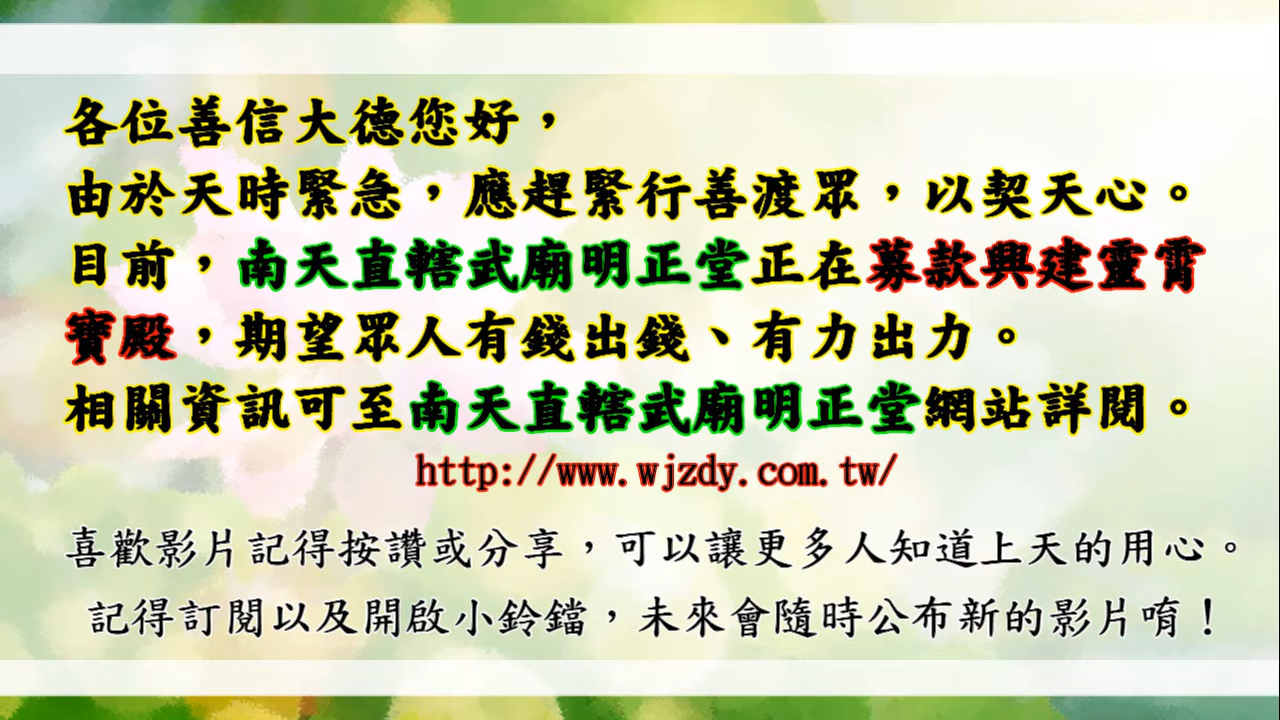 各位善信大德您好，
由於天時緊急，應趕緊行善渡眾，以契天心。
目前，南天直轄武廟明正堂正在募款興建靈霄
寶殿，期望眾人有錢出錢、有力出力。
相關資訊可至南天直轄武廟明正堂網站詳閱。
http://www.wjzdy.com.tw/
喜歡影片記得按讚或分享，可以讓更多人知道上天的用心。
記得訂閱以及開啟小鈴鐺，未來會隨時公布新的影片唷！